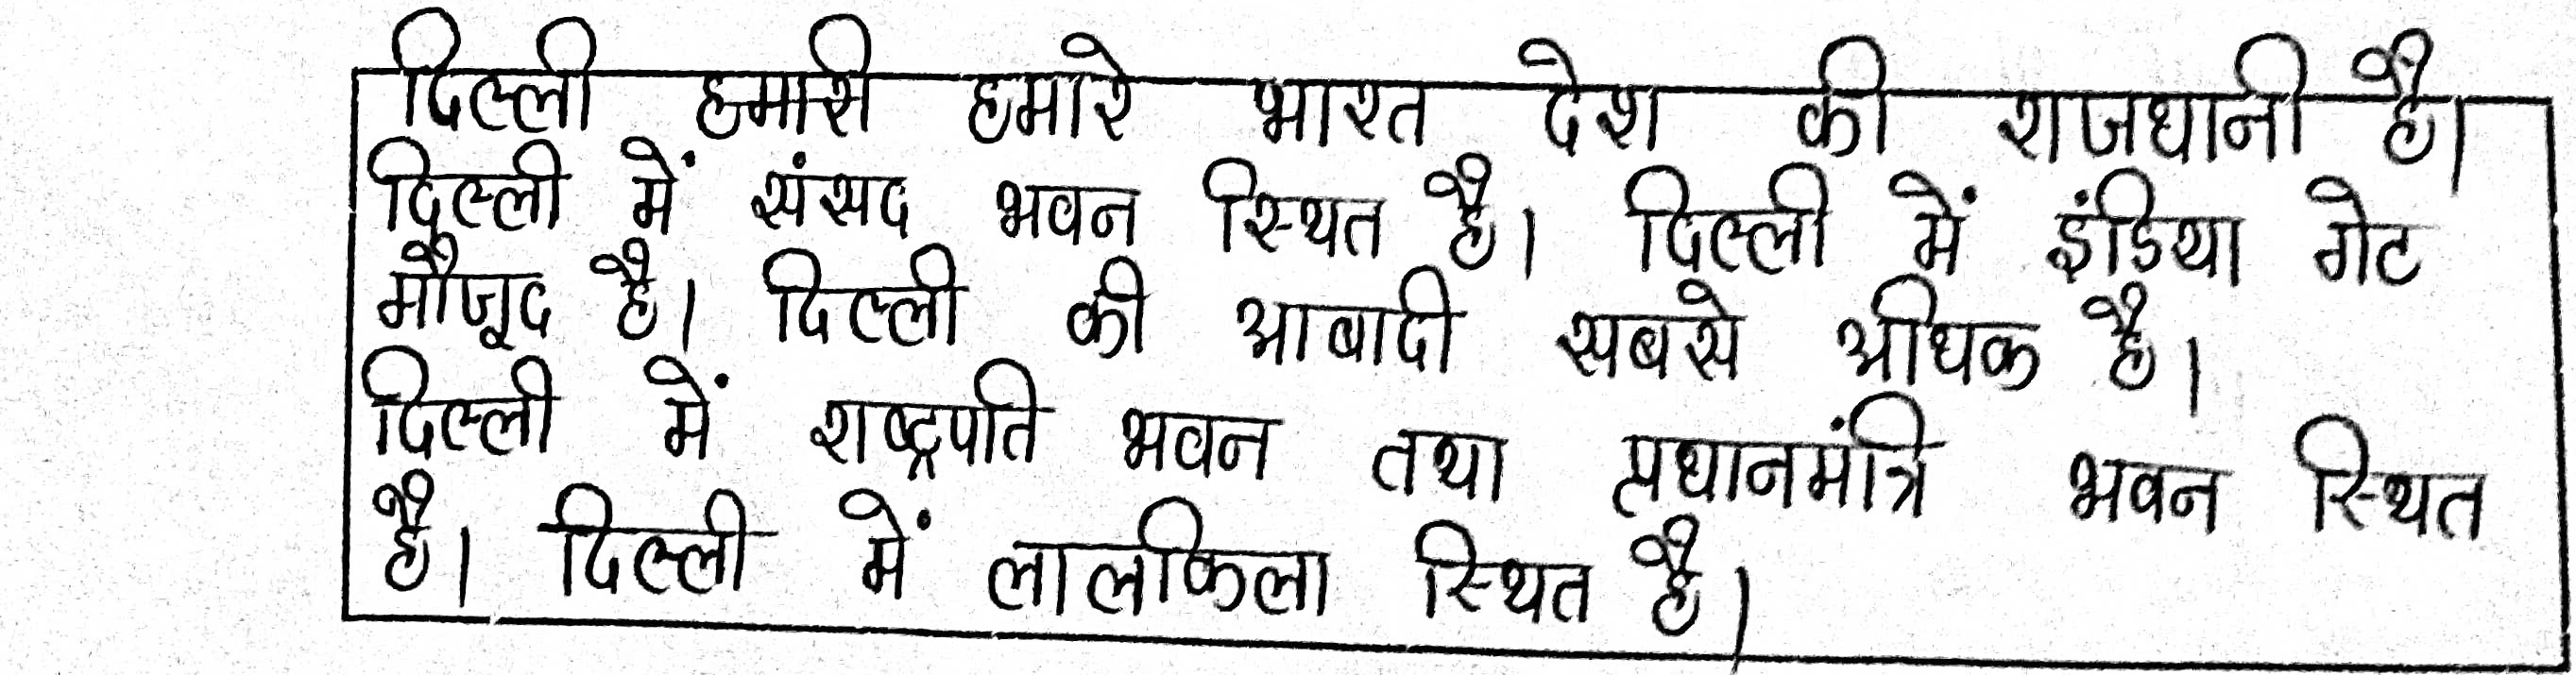 दिल्ली हमारी हमारे भारत देश की राजधानी है।
दिल्ली में संसद भवन स्थित है। दिल्ली में इंडिया गेट
मौजूद है। दिल्ली की आबादी सबसे अधिक है।
दिल्ली में राष्ट्रपति भवन तथा प्रधानमंत्रि भवन स्थित
है। दिल्ली में लालकिला स्थित है।